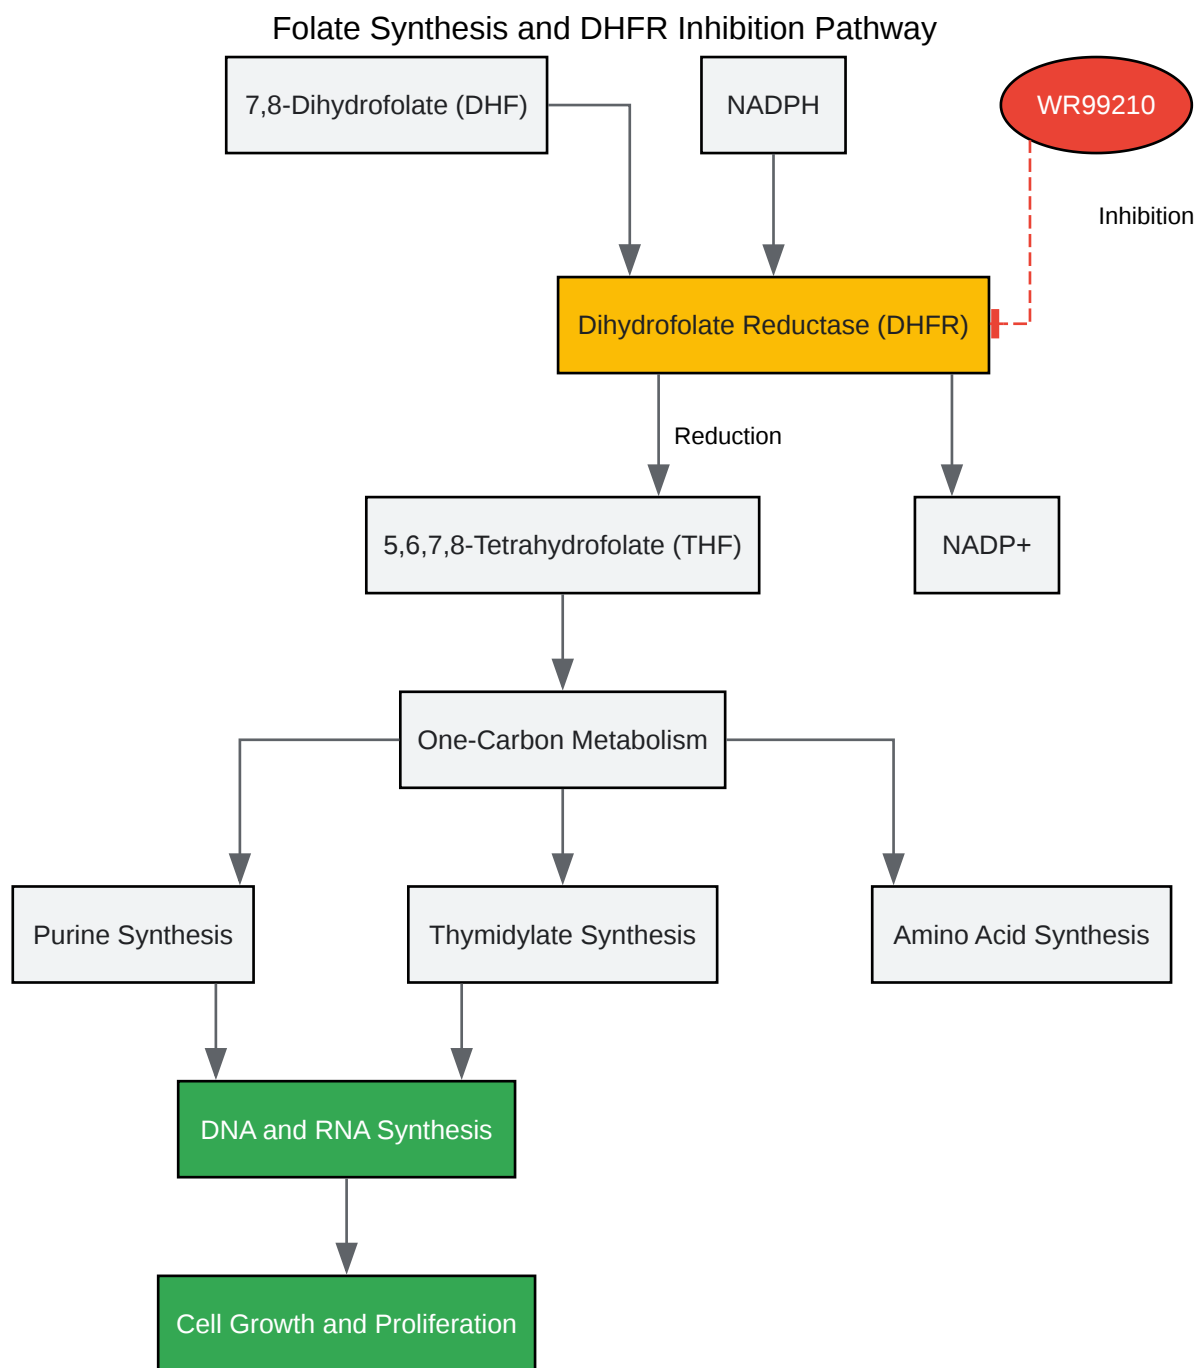 Folate Synthesis and DHFR Inhibition Pathway
7,8-Dihydrofolate (DHF)
NADPH
WR99210
Inhibition
Dihydrofolate Reductase (DHFR)
Reduction
5,6,7,8-Tetrahydrofolate (THF)
NADP+
One-Carbon Metabolism
Purine Synthesis
Thymidylate Synthesis
Amino Acid Synthesis
DNA and RNA Synthesis
Cell Growth and Proliferation